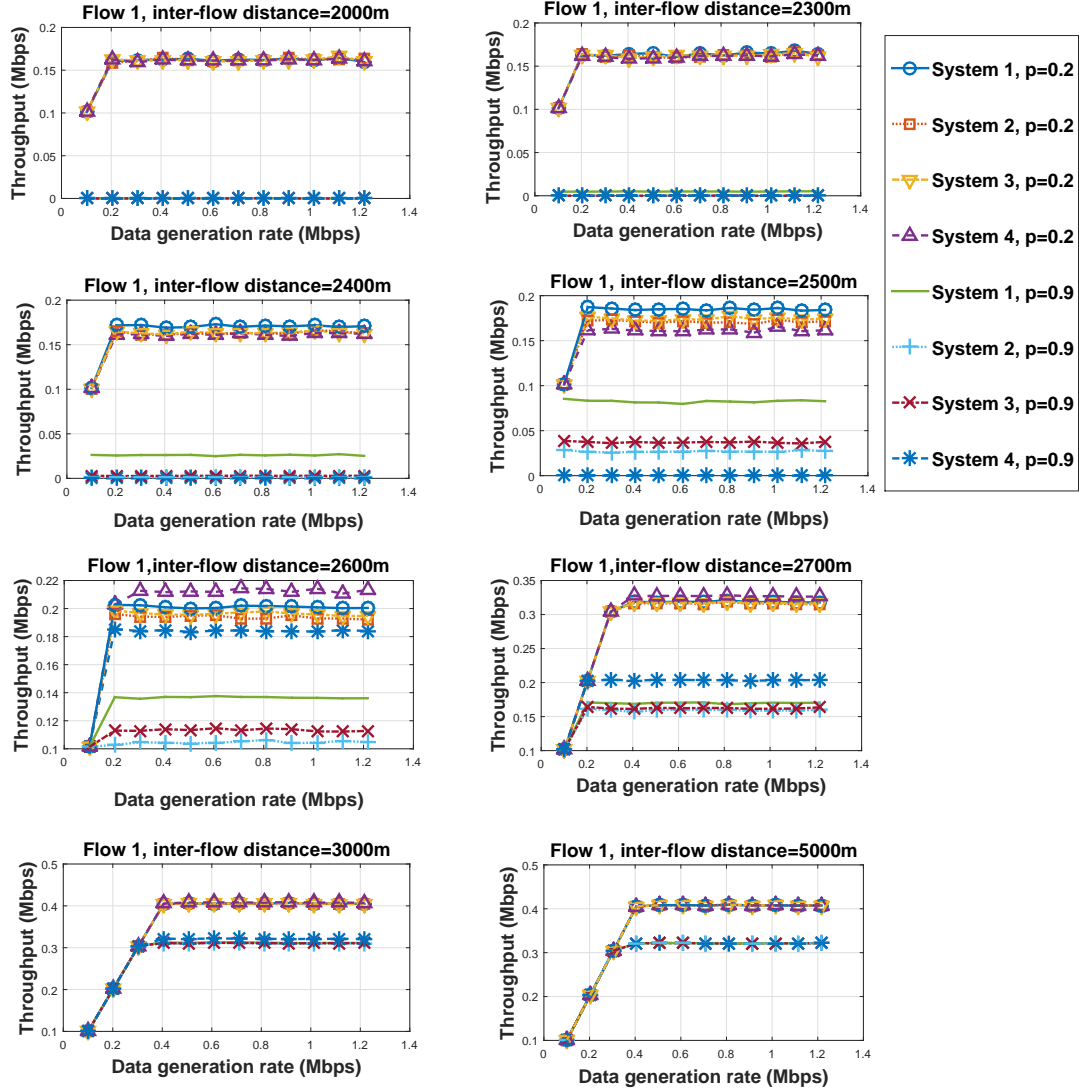 Flow 1, inter-flow distance=2000m
Throughput (Mbps)
0.2
0.15
0.1
0.05
0
0 0.2 0.4 0.6 0.8 1 1.2 1.4
Data generation rate (Mbps)
Flow 1, inter-flow distance=2300m
Throughput (Mbps)
0.2
0.15
0.1
0.05
0
0 0.2 0.4 0.6 0.8 1 1.2 1.4
Data generation rate (Mbps)
System 1, p=0.2
System 2, p=0.2
System 3, p=0.2
System 4, p=0.2
System 1, p=0.9
System 2, p=0.9
System 3, p=0.9
System 4, p=0.9
Flow 1, inter-flow distance=2400m
Throughput (Mbps)
0.2
0.15
0.1
0.05
0
0 0.2 0.4 0.6 0.8 1 1.2 1.4
Data generation rate (Mbps)
Flow 1, inter-flow distance=2500m
Throughput (Mbps)
0.2
0.15
0.1
0.05
0
0 0.2 0.4 0.6 0.8 1 1.2 1.4
Data generation rate (Mbps)
Flow 1,inter-flow distance=2600m
Throughput (Mbps)
0.22
0.2
0.18
0.16
0.14
0.12
0.1
0 0.2 0.4 0.6 0.8 1 1.2 1.4
Data generation rate (Mbps)
Flow 1,inter-flow distance=2700m
Throughput (Mbps)
0.35
0.3
0.25
0.2
0.15
0.1
0 0.2 0.4 0.6 0.8 1 1.2 1.4
Data generation rate (Mbps)
Flow 1, inter-flow distance=3000m
Throughput (Mbps)
0.5
0.4
0.3
0.2
0.1
0 0.2 0.4 0.6 0.8 1 1.2 1.4
Data generation rate (Mbps)
Flow 1, inter-flow distance=5000m
Throughput (Mbps)
0.5
0.4
0.3
0.2
0.1
0 0.2 0.4 0.6 0.8 1 1.2 1.4
Data generation rate (Mbps)